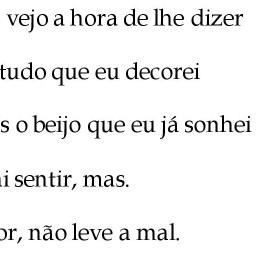 vejo a hora de lhe dizer
tudo que eu decorei
s o beijo que eu já sonhei
i sentir, mas.
or, não leve a mal.